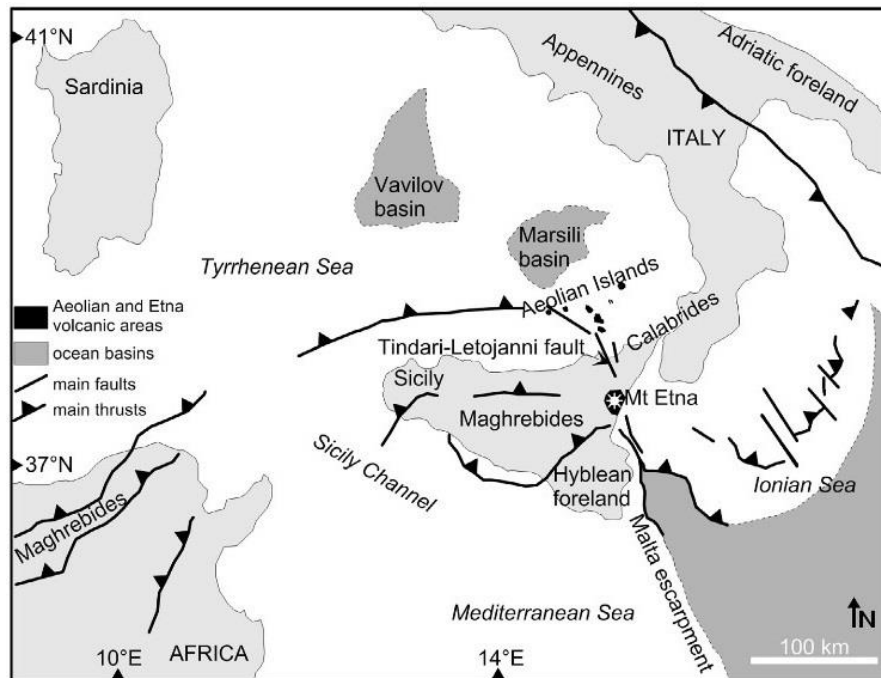 41°N
Sardinia
Appennines
Adriatic foreland
ITALY
Vavilov
basin
Marsili
basin
Tyrrhenean Sea
Aeolian Islands
Aeolian and Etna
volcanic areas
ocean basins
main faults
main thrusts
Calabrides
Tindari-Letojanni fault
Sicily
Mt Etna
Maghrebides
37°N
Sicily Channel
Hyblean
foreland
Ionian Sea
Maghrebides
Malta escarpment
Mediterranean Sea
N
AFRICA
10°E
14°E
100 km